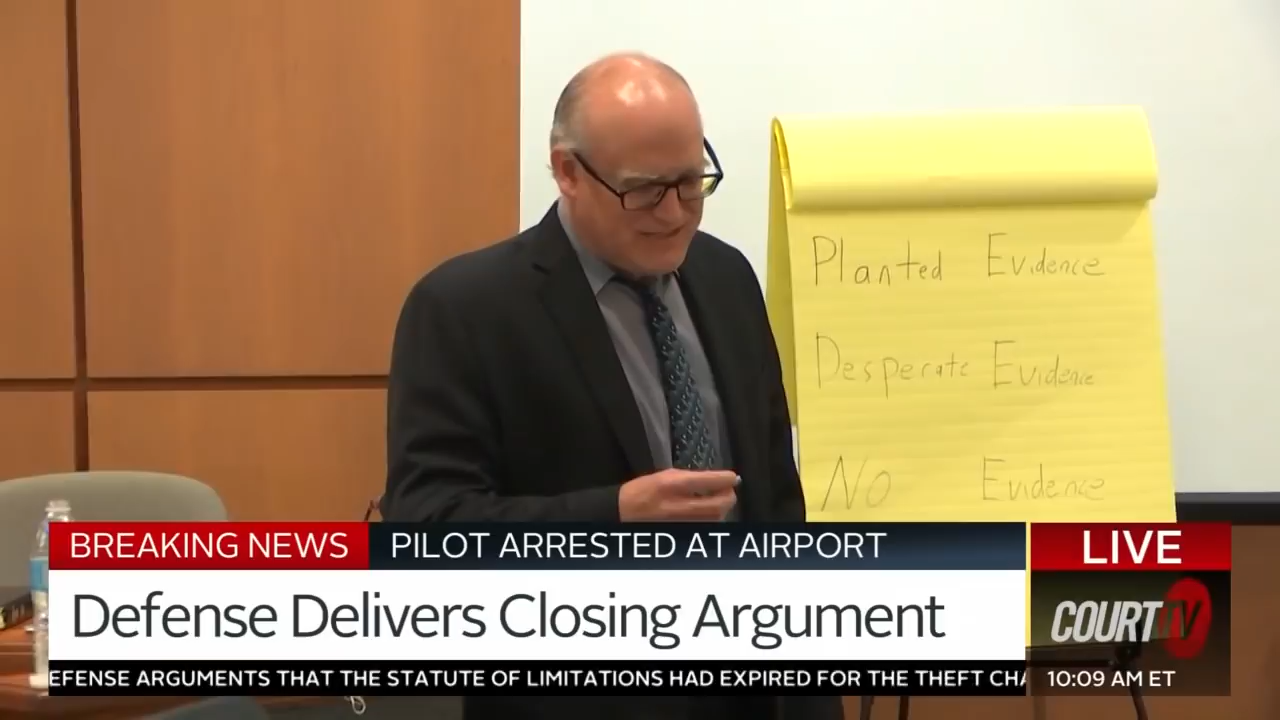 Planted Evidence
Desperate Evidence
No Evidence
BREAKING NEWS PILOT ARRESTED AT AIRPORT LIVE
Defense Delivers Closing Argument
COURT TV
EFENSE ARGUMENTS THAT THE STATUTE OF LIMITATIONS HAD EXPIRED FOR THE THEFT CHA
10:09 AM ET